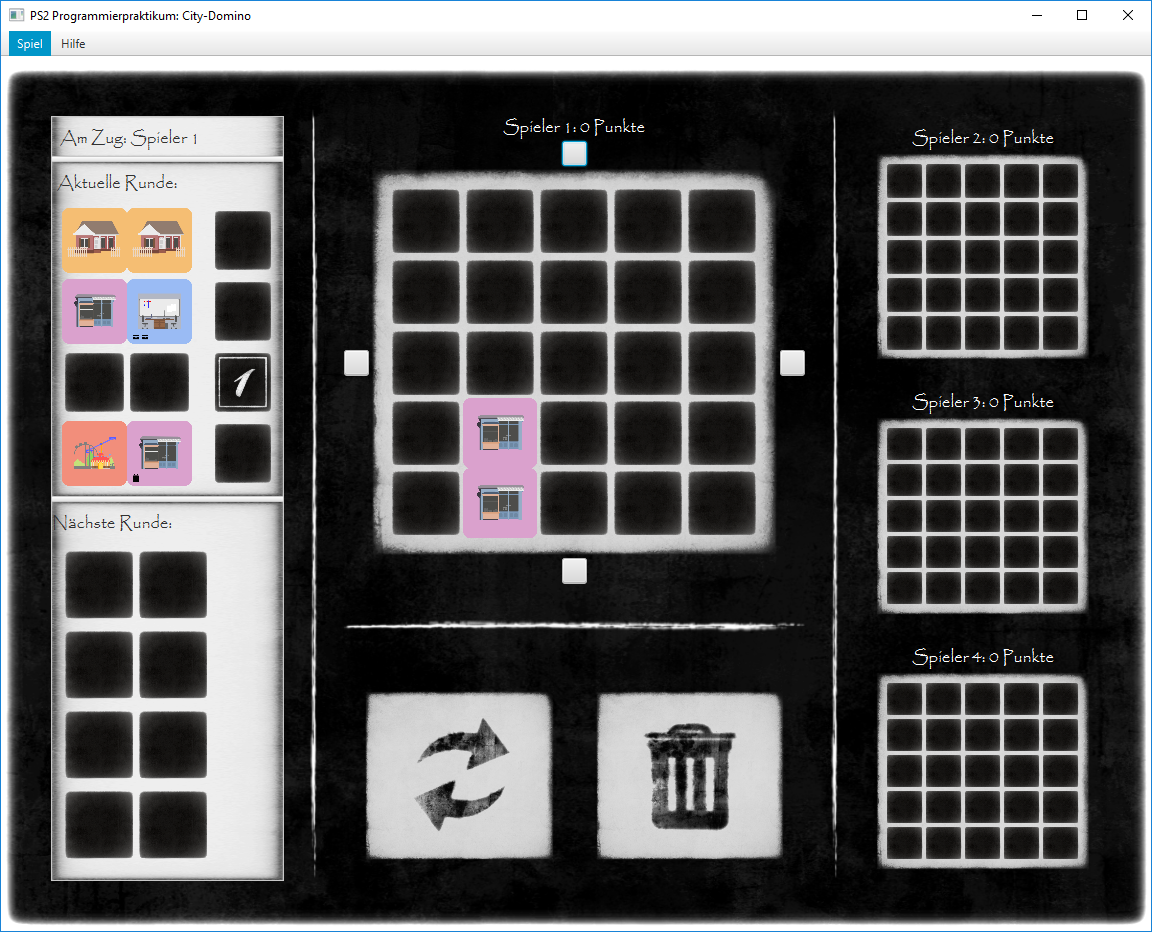 PS2 Programmierpraktikum: City-Domino
Spiel Hilfe
Am Zug: Spieler 1
Aktuelle Runde:
1
Nächste Runde:
Spieler 1: 0 Punkte
Spieler 2: 0 Punkte
Spieler 3: 0 Punkte
Spieler 4: 0 Punkte